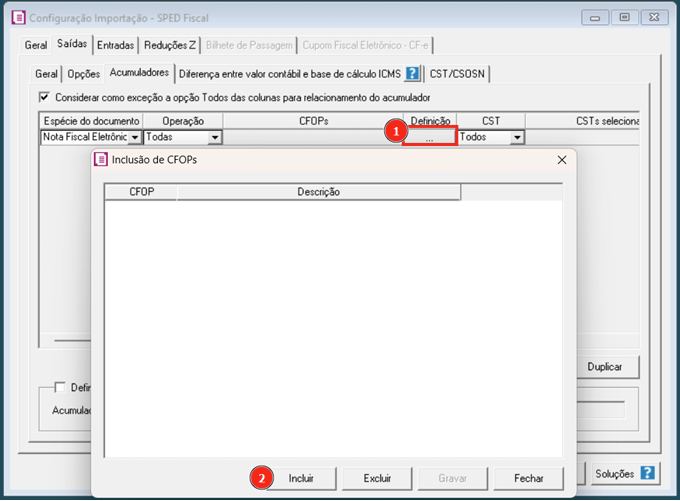 Configuração Importação - SPED Fiscal
Geral Saídas Entradas Reduções Z Bilhete de Passagem Cupom Fiscal Eletrônico - CF-e
Geral Opções Acumuladores Diferença entre valor contábil e base de cálculo ICMS ? CST/CSOSN
Considerar como exceção a opção Todos das colunas para relacionamento do acumulador
Espécie do documento Operação CFOPs Definição CST CSTs seleciona
1
Nota Fiscal Eletrônic Todas ... Todos
Inclusão de CFOPs
CFOP Descrição
Duplicar
Defir
Acumulad
2 Incluir Excluir Gravar Fechar
Soluções ?